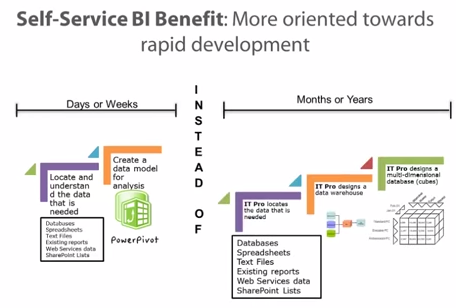 Self-Service BI Benefit: More oriented towards
rapid development
Days or Weeks
INSTEAD OF
Months or Years
Locate and
understan
d the data
that is
needed
Databases
Spreadsheets
Text Files
Existing reports
Web Services data
SharePoint Lists
Create a
data model
for
analysis
PowerPivot
IT Pro locates
the data that is
needed
Databases
Spreadsheets
Text Files
Existing reports
Web Services data
SharePoint Lists
IT Pro designs a
data warehouse
IT Pro designs a
multi-dimensional
database (cubes)